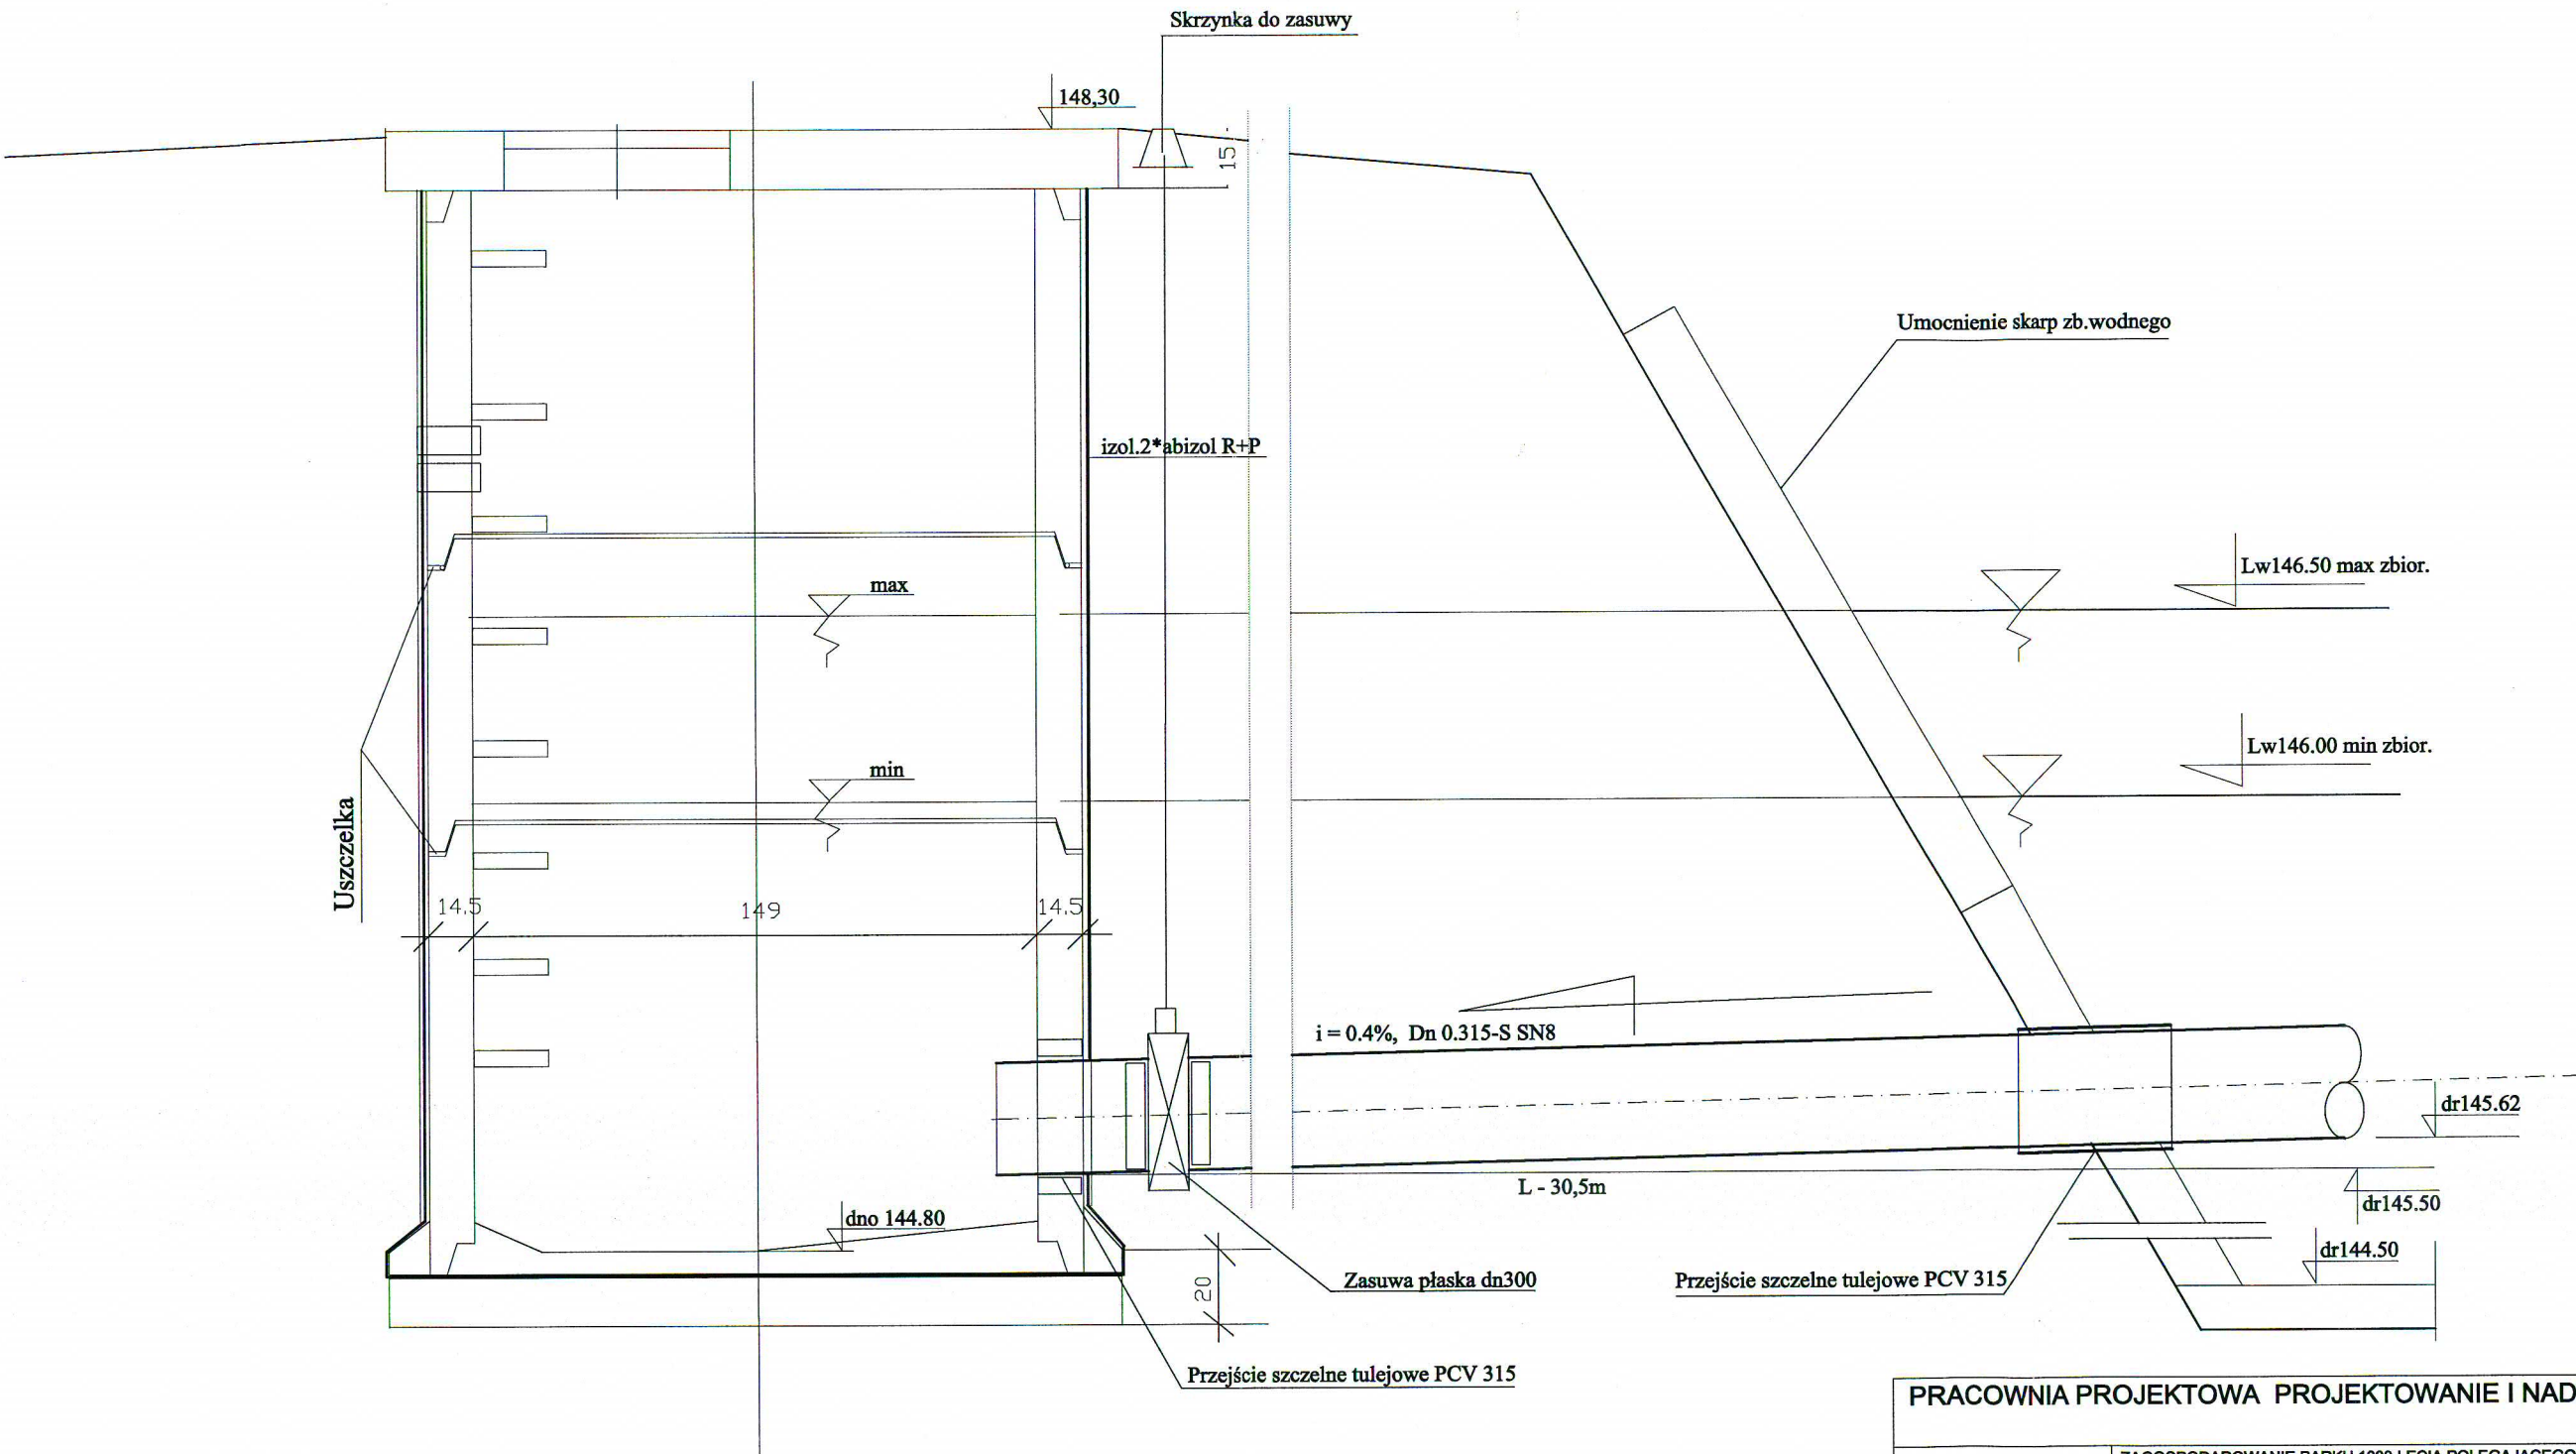 Skrzynka do zasuwy
148,30
15
Umocnienie skarp zb.wodnego
izol.2*abizol R+P
Lw146.50 max zbior.
max
Lw146.00 min zbior.
min
Uszczelka
14.5
149
14.5
i = 0.4%, Dn 0.315-S SN8
dr145.62
L - 30,5m
dr145.50
dno 144.80
dr144.50
20
Zasuwa płaska dn300
Przejście szczelne tulejowe PCV 315
Przejście szczelne tulejowe PCV 315
PRACOWNIA PROJEKTOWA PROJEKTOWANIE I NAD